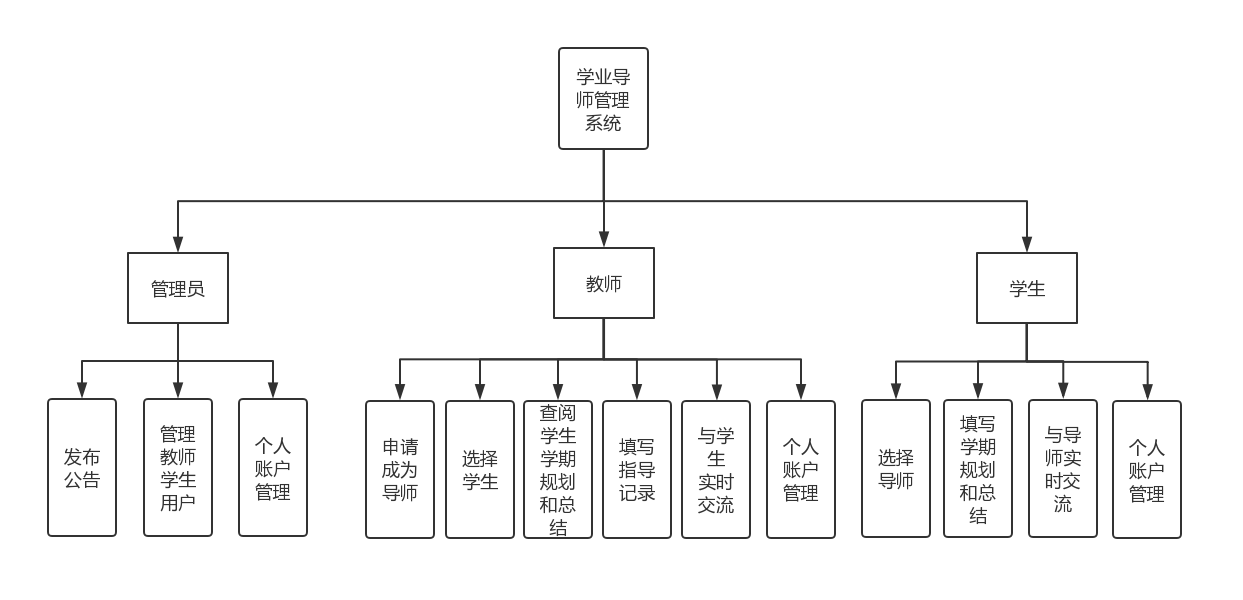 学业导
师管理
系统
管理员
教师
学生
发布
公告
管理
教师
学生
用户
个人
账户
管理
申请
成为
导师
选择
学生
查阅
学生
学期
规划
和总
结
填写
指导
记录
与学
生
实时
交流
个人
账户
管理
选择
导师
填写
学期
规划
和总
结
与导
师实
时交
流
个人
账户
管理